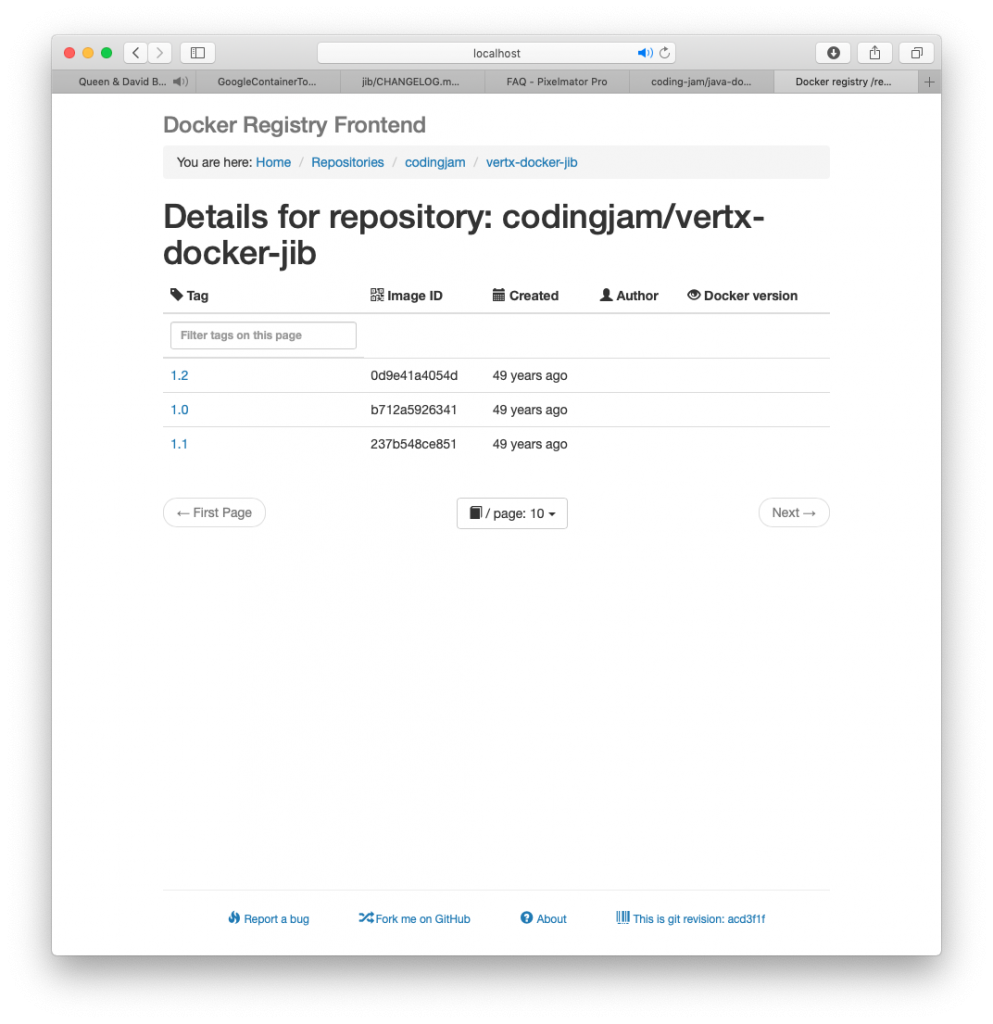 localhost
Queen & David B... GoogleContainerTo... jib/CHANGELOG.m... FAQ - Pixelmator Pro coding-jam/java-do... Docker registry /re...
Docker Registry Frontend
You are here: Home / Repositories / codingjam / vertx-docker-jib
Details for repository: codingjam/vertx-
docker-jib
Tag Image ID Created Author Docker version
Filter tags on this page
1.2 0d9e41a4054d 49 years ago
1.0 b712a5926341 49 years ago
1.1 237b548ce851 49 years ago
← First Page / page: 10 Next →
Report a bug Fork me on GitHub About This is git revision: acd3f1f